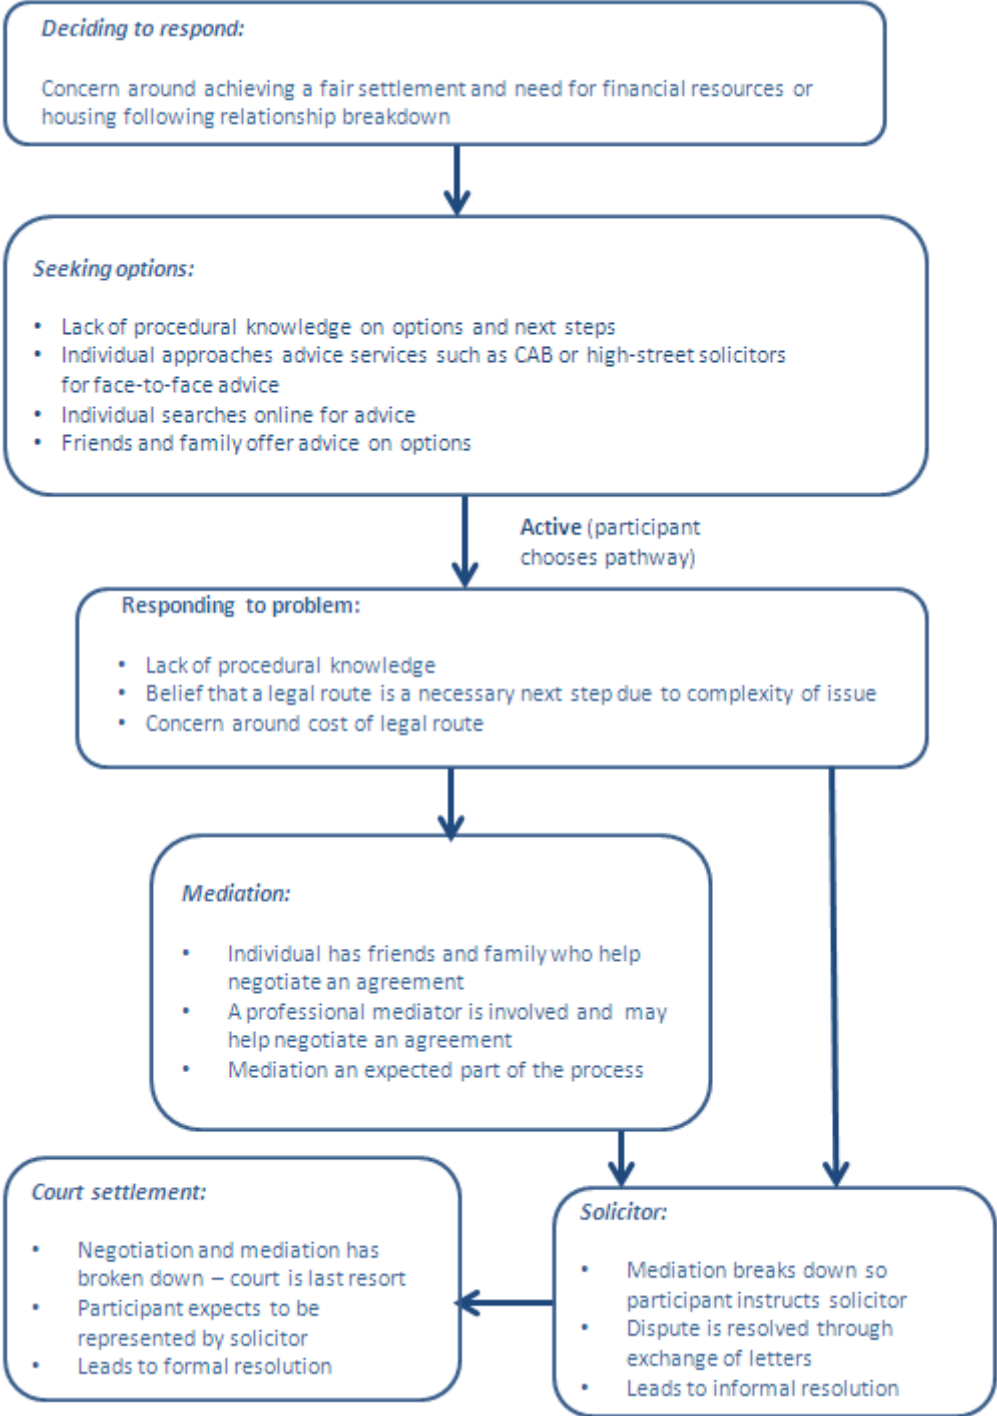 Deciding to respond:
Concern around achieving a fair settlement and need for financial resources or
housing following relationship breakdown
Seeking options:
• Lack of procedural knowledge on options and next steps
• Individual approaches advice services such as CAB or high-street solicitors
for face-to-face advice
• Individual searches online for advice
• Friends and family offer advice on options
Active (participant
chooses pathway)
Responding to problem:
• Lack of procedural knowledge
• Belief that a legal route is a necessary next step due to complexity of issue
• Concern around cost of legal route
Mediation:
• Individual has friends and family who help
negotiate an agreement
• A professional mediator is involved and may
help negotiate an agreement
• Mediation an expected part of the process
Court settlement:
• Negotiation and mediation has
broken down – court is last resort
• Participant expects to be
represented by solicitor
• Leads to formal resolution
Solicitor:
• Mediation breaks down so
participant instructs solicitor
• Dispute is resolved through
exchange of letters
• Leads to informal resolution